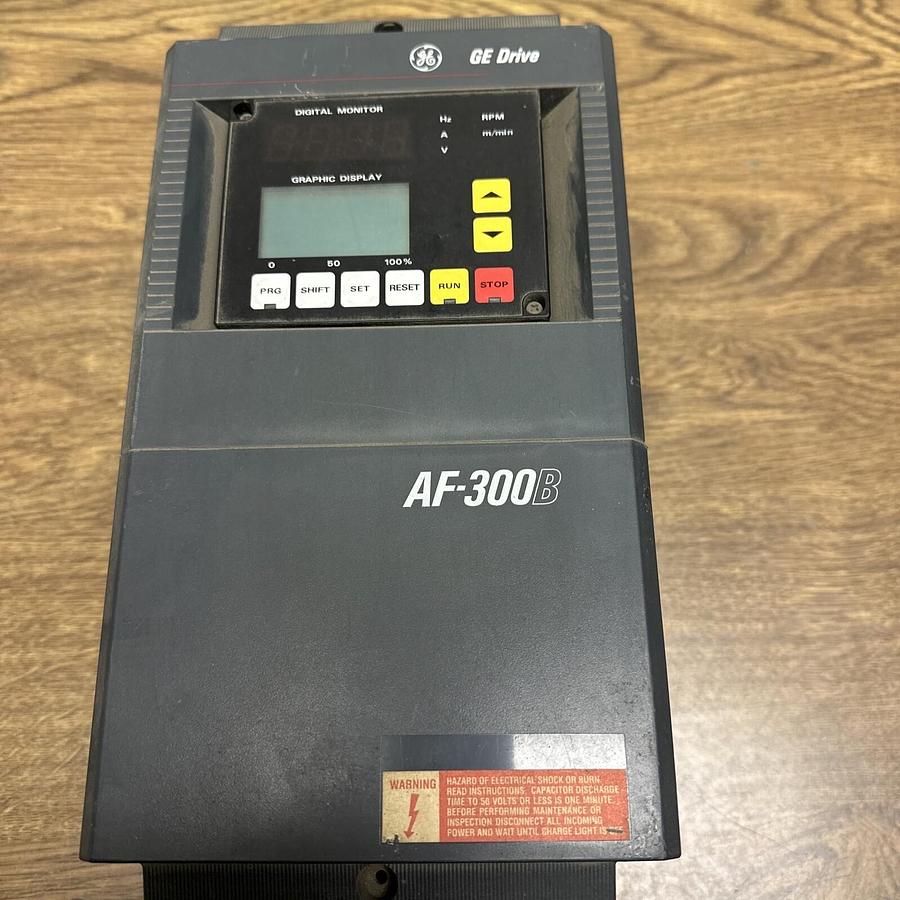 GE Drive
DIGITAL MONITOR
Hz RPM
A m/min
V
GRAPHIC DISPLAY
0 50 100%
PRG SHIFT SET RESET RUN STOP
AF-300B
WARNING
HAZARD OF ELECTRICAL SHOCK OR BURN.
READ INSTRUCTIONS. CAPACITOR DISCHARGE
TIME TO 50 VOLTS OR LESS IS ONE MINUTE.
BEFORE PERFORMING MAINTENANCE OR
INSPECTION DISCONNECT ALL INCOMING
POWER AND WAIT UNTIL CHARGE LIGHT IS